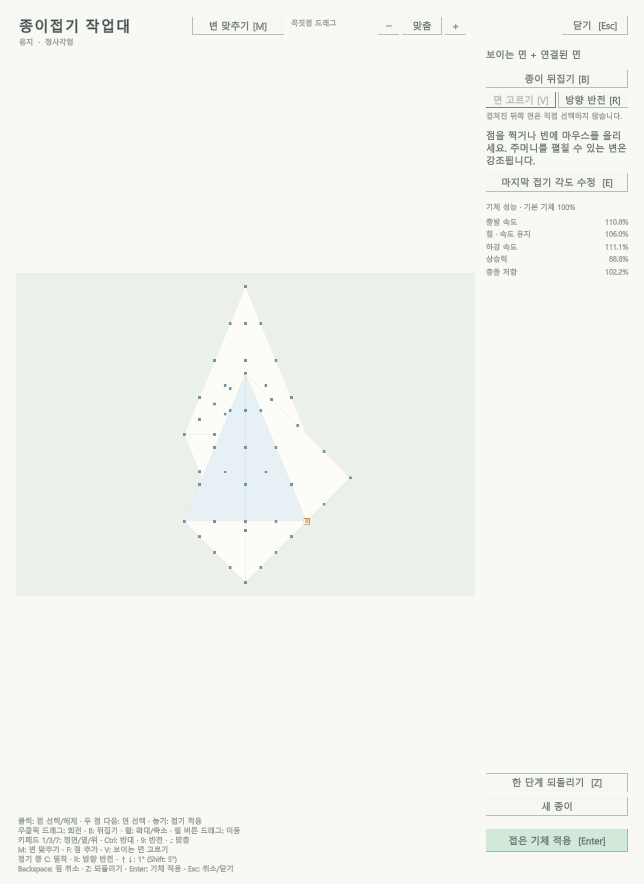 종이접기 작업대
용지 · 정사각형
변 맞추기 [M]
꼭짓점 드래그
－ 맞춤 ＋
닫기 [Esc]
보이는 면 + 연결된 면
종이 뒤집기 [B]
면 고르기 [V] 방향 반전 [R]
겹쳐진 뒤쪽 면은 직접 선택하지 않습니다.
점을 찍거나 변에 마우스를 올리
세요. 주머니를 펼칠 수 있는 변은
강조됩니다.
마지막 접기 각도 수정 [E]
기체 성능 · 기본 기체 100%
출발 속도 110.8%
힘 · 속도 유지 106.0%
하강 속도 111.1%
상승력 88.8%
충돌 저항 102.2%
한 단계 되돌리기 [Z]
새 종이
접은 기체 적용 [Enter]
클릭: 점 선택/해제 · 두 점 다음: 면 선택 · 놓기: 접기 적용
우클릭 드래그: 회전 · B: 뒤집기 · 휠: 확대/축소 · 휠 버튼 드래그: 이동
키패드 1/3/7: 정면/옆/위 · Ctrl: 반대 · 9: 반전 · .: 맞춤
M: 변 맞추기 · F: 점 추가 · V: 보이는 면 고르기
접기 중 C: 밀착 · R: 방향 반전 · ↑ ↓: 1° (Shift: 5°)
Backspace: 점 취소 · Z: 되돌리기 · Enter: 기체 적용 · Esc: 취소/닫기